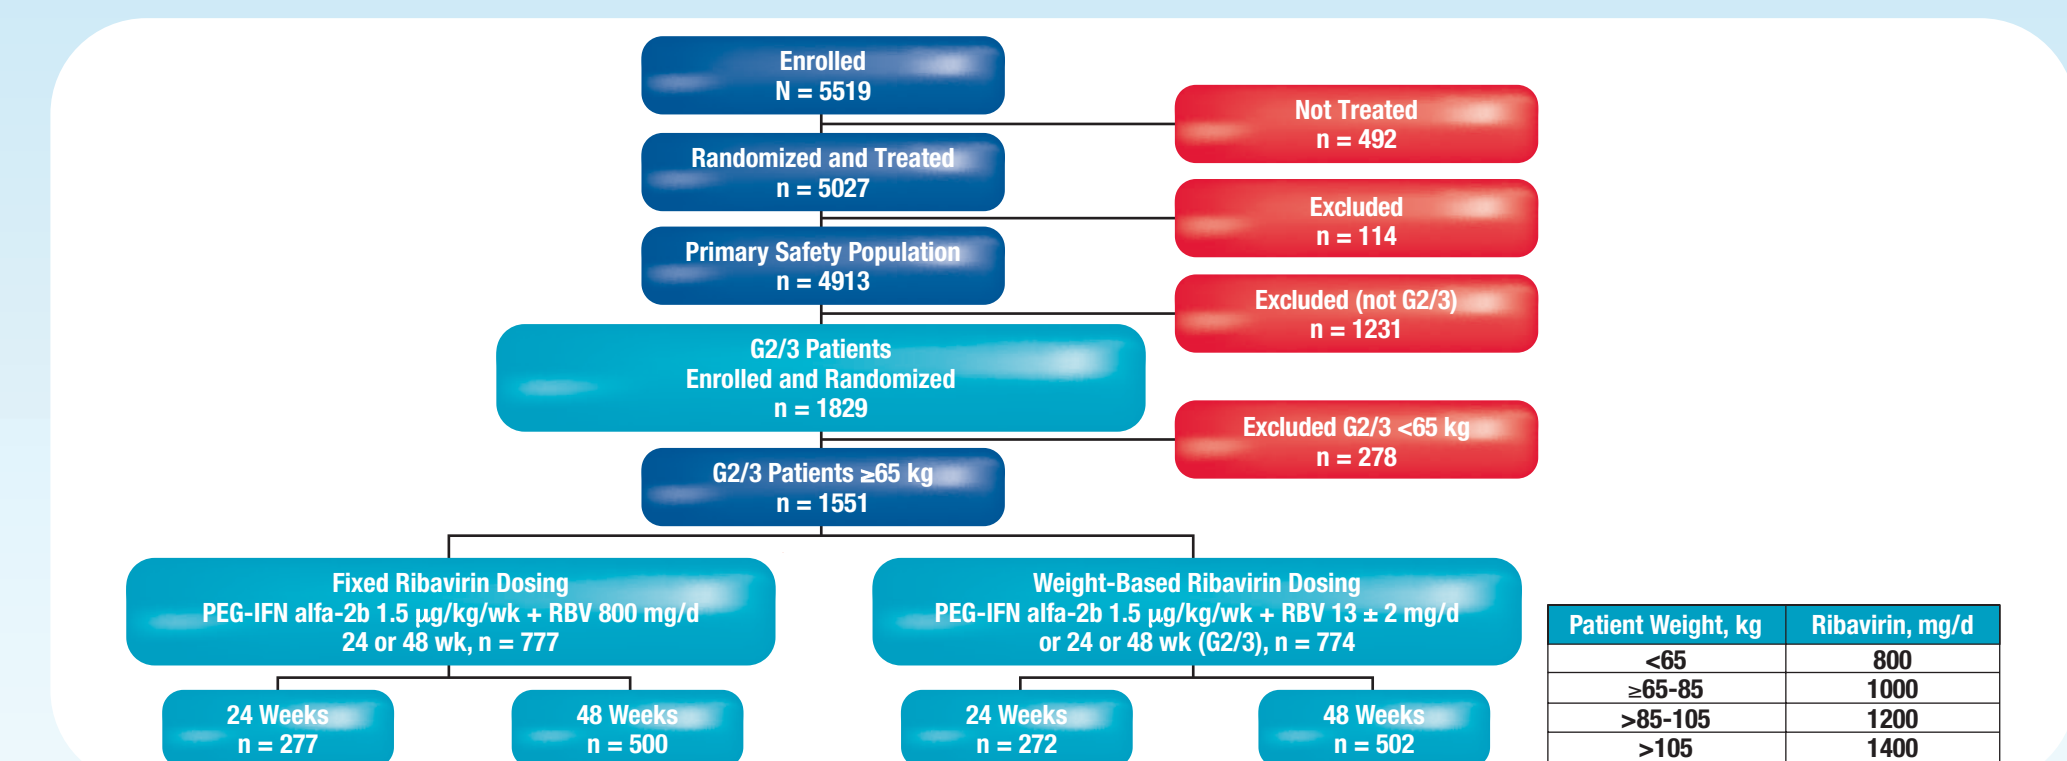 Enrolled
N = 5519
Not Treated
n = 492
Randomized and Treated
n = 5027
Excluded
n = 114
Primary Safety Population
n = 4913
Excluded (not G2/3)
n = 1231
G2/3 Patients
Enrolled and Randomized
n = 1829
Excluded G2/3 <65 kg
n = 278
G2/3 Patients ≥65 kg
n = 1551
Fixed Ribavirin Dosing
PEG-IFN alfa-2b 1.5 µg/kg/wk + RBV 800 mg/d
24 or 48 wk, n = 777
Weight-Based Ribavirin Dosing
PEG-IFN alfa-2b 1.5 µg/kg/wk + RBV 13 ± 2 mg/d
or 24 or 48 wk (G2/3), n = 774
24 Weeks
n = 277
48 Weeks
n = 500
24 Weeks
n = 272
48 Weeks
n = 502
Patient Weight, kg Ribavirin, mg/d
<65 800
≥65-85 1000
>85-105 1200
>105 1400